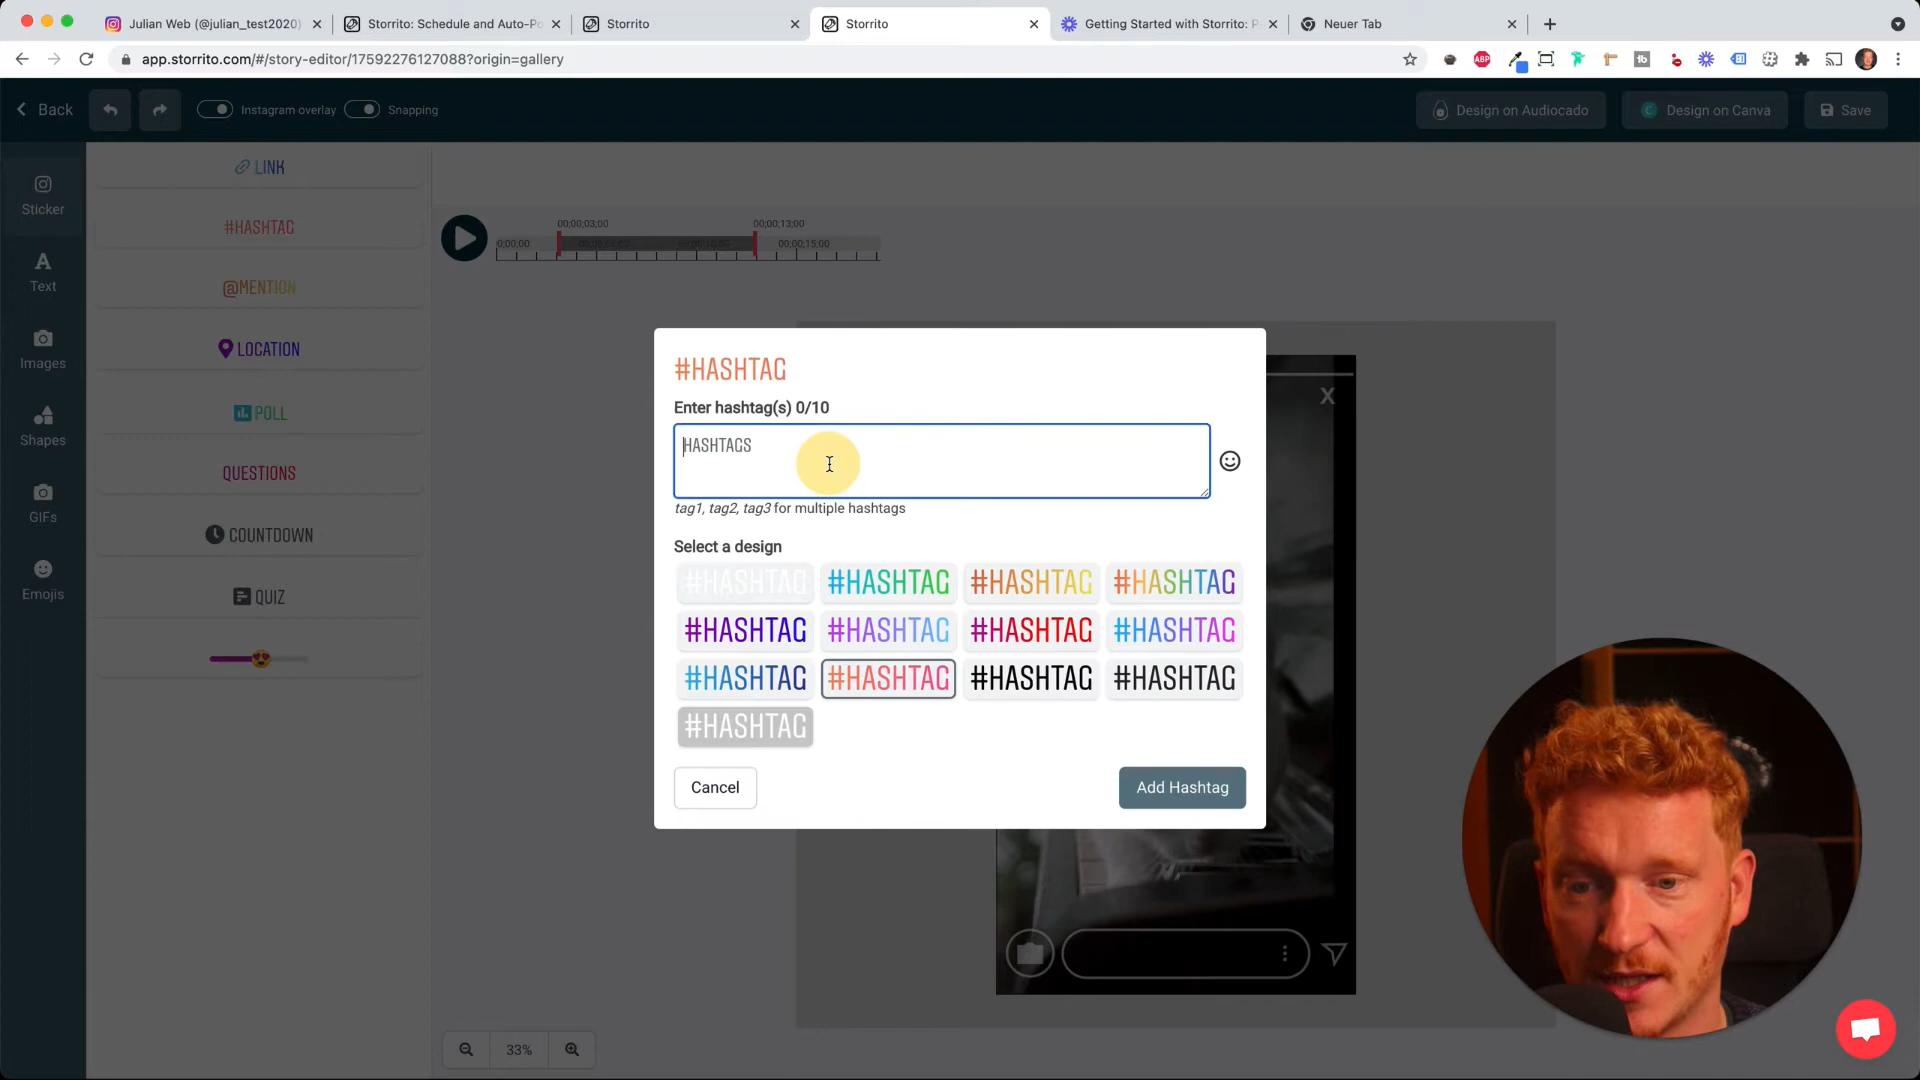 Julian Web (@julian_test2020)
Storrito: Schedule and Auto-Po
Storrito
Storrito
Getting Started with Storrito: P
Neuer Tab
app.storrito.com/#/story-editor/17592276127088?origin=gallery
ABP
Back
Instagram overlay
Snapping
Design on Audiocado
Design on Canva
Save
Sticker
Text
Images
Shapes
GIFs
Emojis
LINK
#HASHTAG
@MENTION
LOCATION
POLL
QUESTIONS
COUNTDOWN
QUIZ
00;00;03;00
00;00;13;00
0;00;00
00;00;15;00
X
#HASHTAG
Enter hashtag(s) 0/10
HASHTAGS
tag1, tag2, tag3 for multiple hashtags
Select a design
#HASHTAG #HASHTAG #HASHTAG #HASHTAG
#HASHTAG #HASHTAG #HASHTAG #HASHTAG
#HASHTAG #HASHTAG #HASHTAG #HASHTAG
#HASHTAG
Cancel
Add Hashtag
33%